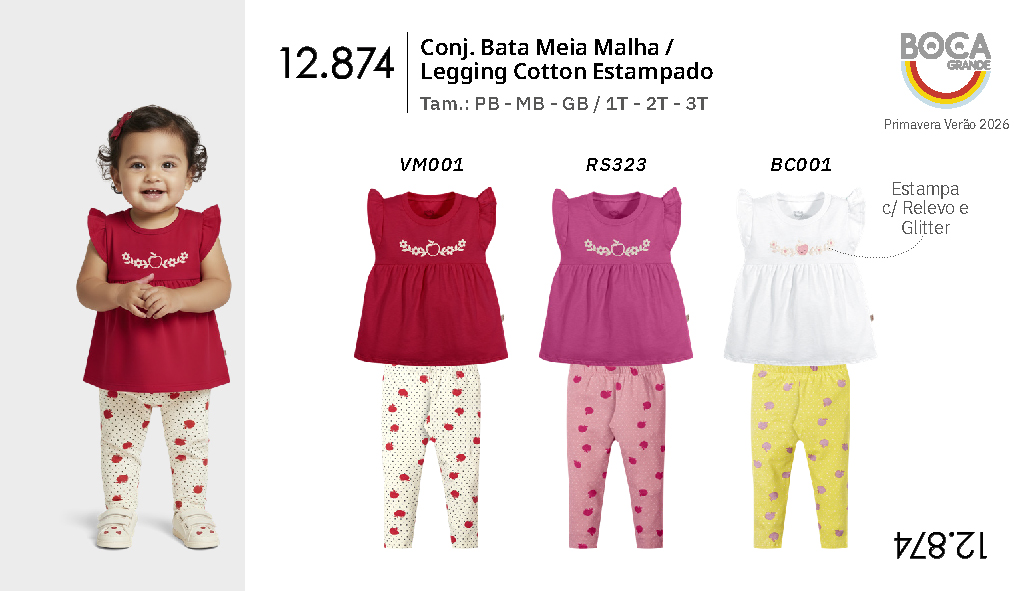 12.874
Conj. Bata Meia Malha /
Legging Cotton Estampado
Tam.: PB - MB - GB / 1T - 2T - 3T
BOCA
GRANDE
Primavera Verão 2026
VM001
RS323
BC001
Estampa
c/ Relevo e
Glitter
12.874